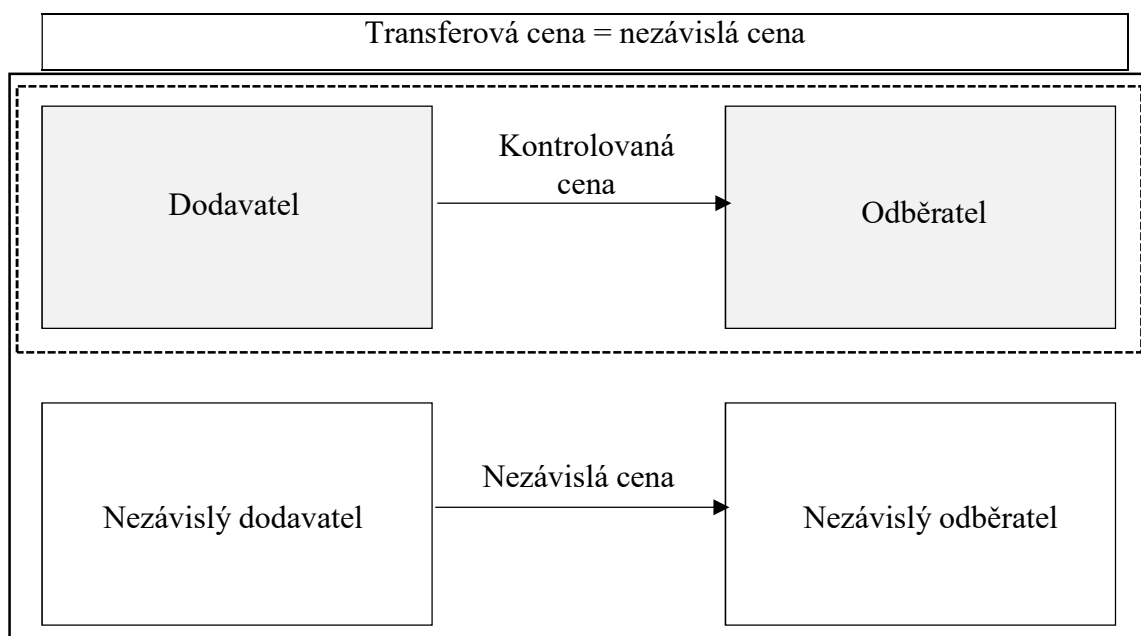 Transferová cena = nezávislá cena
Kontrolovaná
cena
Dodavatel
Odběratel
Nezávislá cena
Nezávislý dodavatel
Nezávislý odběratel